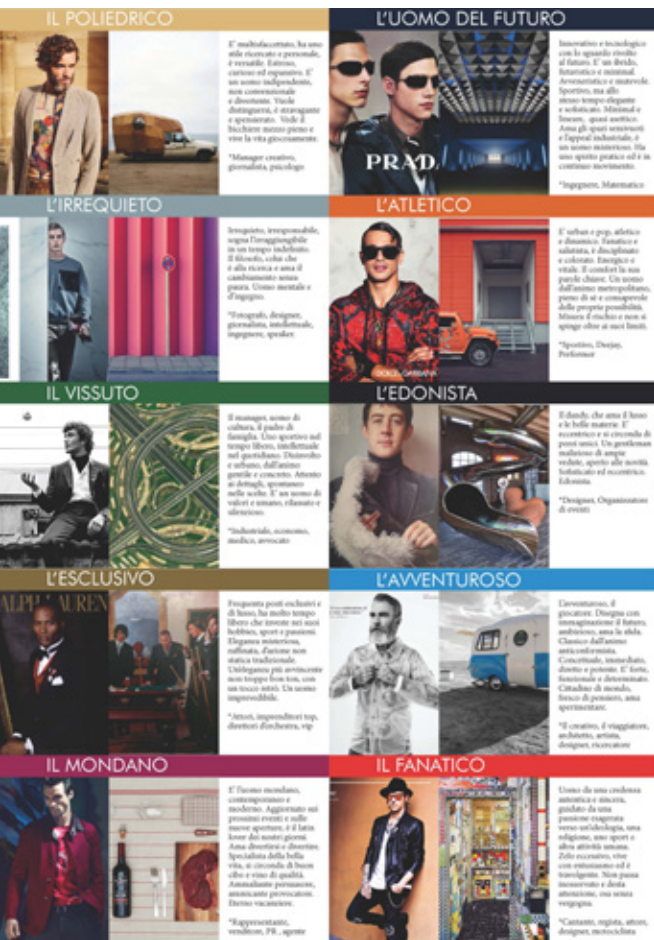 IL POLIEDRICO
E' multisfaccettato, ha uno
stile ricercato e personale,
è versatile. Estroso,
curioso ed espansivo. E'
un uomo indipendente,
non convenzionale
e divertente. Vuole
distinguersi, è stravagante
e spensierato. Vede il
bicchiere mezzo pieno e
vive la vita giocosamente.
*Manager creativo,
giornalista, psicologo
L'UOMO DEL FUTURO
Innovativo e tecnologico
con lo sguardo rivolto
al futuro. E' un ibrido,
futuristico e minimal.
Avveniristico e mutevole.
Sportivo, ma allo
stesso tempo elegante
e sofisticato. Minimal e
lineare, quasi asettico.
Ama gli spazi
e l'appeal industriale, è
un uomo misterioso. Ha
uno spirito pratico ed è in
continuo movimento.
*Ingegnere, Matematico
PRAD
L'IRREQUIETO
Irrequieto, irresponsabile,
sogna l'irraggiungibile
in un tempo indefinito.
Il filosofo, colui che
è alla ricerca e ama il
cambiamento senza
paura. Uomo mentale e
d'ingegno.
*Fotografo, designer,
giornalista, intellettuale,
ingegnere, speaker
L'ATLETICO
E' urban e pop, atletico
e dinamico. Fanatico e
salutista, è disciplinato
e colorato. Energico e
vitale. Il comfort la sua
parola chiave. Un uomo
dall'animo metropolitano,
pieno di sé e consapevole
delle proprie possibilità.
Misura il rischio e non si
spinge oltre ai suoi limiti.
*Sportivo, Deejay,
Performer
DOLCE & GABBANA
IL VISSUTO
Il manager, uomo di
cultura, il padre di
famiglia. Uno sportivo nel
tempo libero, intellettuale
nel quotidiano. Disinvolto
e urbano, dall'animo
gentile e concreto. Attento
ai dettagli, spontaneo
nelle scelte. E' un uomo di
valori e umano, rilassato e
silenzioso.
*Industriale, economo,
medico, avvocato
L'EDONISTA
Il dandy, che ama il lusso
e le belle materie. E'
eccentrico e si circonda di
pezzi unici. Un gentleman
malizioso di ampie
vedute, aperto alle novità.
Sofisticato ed eccentrico.
Edonista.
*Designer, Organizzatore
di eventi
L'ESCLUSIVO
ALPH LAUREN
Frequenta posti esclusivi e
di lusso, ha molto tempo
libero che investe nei suoi
hobbies, sport e passioni.
Eleganza misteriosa,
raffinata, d'azione non
statica tradizionale.
Un'eleganza più avvincente
non troppo bon ton, con
un tocco retrò. Un uomo
imprevedibile.
*Attori, imprenditori top,
direttori d'orchestra, vip
L'AVVENTUROSO
L'avventuroso, il
giocatore. Disegna con
immaginazione il futuro,
ambizioso, ama la sfida.
Classico dall'animo
anticonformista.
Concettuale, immediato,
diretto e potente. E' forte,
funzionale e determinato.
Cittadino di mondo,
fosco di pensiero, ama
sperimentare.
*Il creativo, il viaggiatore,
architetto, artista,
designer, ricercatore
IL MONDANO
E' l'uomo mondano,
contemporaneo e
moderno. Aggiornato sui
prossimi eventi e sulle
nuove aperture, è il latin
lover dei nostri giorni.
Ama divertirsi e divertire.
Specialista della bella
vita, si circonda di buon
cibo e vino di qualità.
Ammaliante persuasore,
ammiccante provocatore.
Eterno vacanziere.
*Rappresentante,
venditore, PR , agente
IL FANATICO
Uomo da una credenza
autentica e sincera,
guidato da una
passione esagerata
verso un'ideologia, una
religione, uno sport o
altra attività umana.
Zelo eccessivo, vive
con entusiasmo ed è
travolgente. Non passa
inosservato e desta
attenzione, osa senza
vergogna.
*Cantante, regista, attore,
designer, motociclista